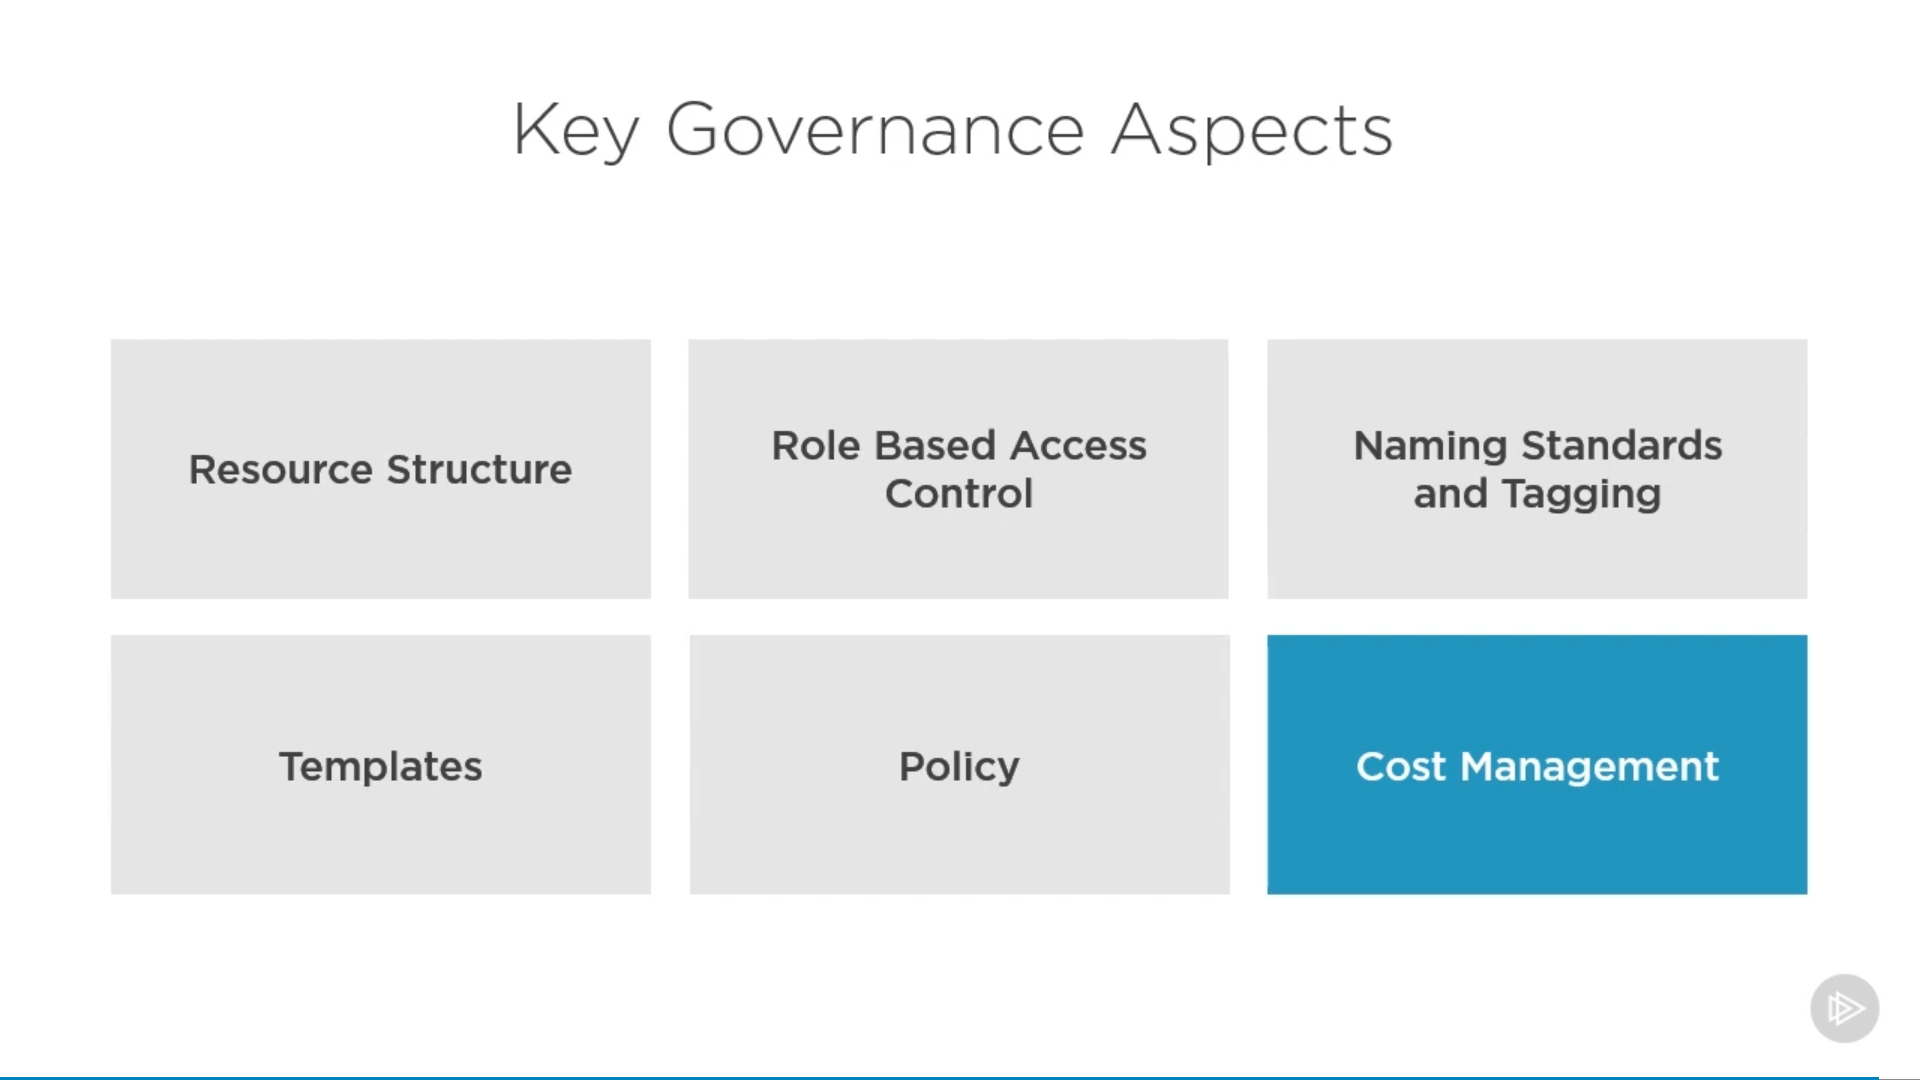 Key Governance Aspects
Resource Structure
Role Based Access
Control
Naming Standards
and Tagging
Templates
Policy
Cost Management